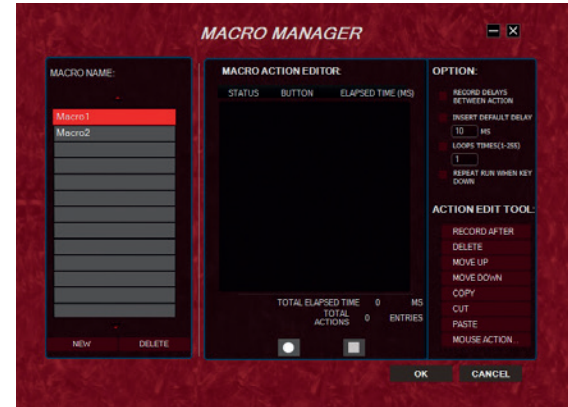 MACRO MANAGER
MACRO NAME:
Macro1
Macro2
NEW DELETE
MACRO ACTION EDITOR:
STATUS BUTTON ELAPSED TIME (MS)
TOTAL ELAPSED TIME 0 MS
TOTAL
ACTIONS 0 ENTRIES
OPTION:
RECORD DELAYS
BETWEEN ACTION
INSERT DEFAULT DELAY
10 MS
LOOPS TIMES(1-255)
1
REPEAT RUN WHEN KEY
DOWN
ACTION EDIT TOOL:
RECORD AFTER
DELETE
MOVE UP
MOVE DOWN
COPY
CUT
PASTE
MOUSE ACTION...
OK CANCEL